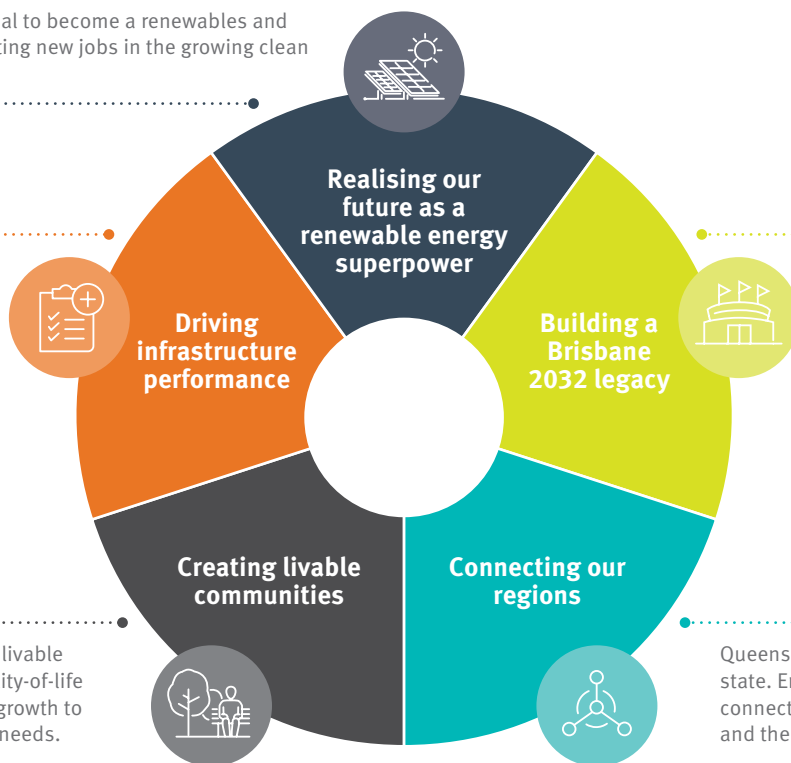 al to become a renewables and
ting new jobs in the growing clean
Realising our
future as a
renewable energy
superpower
Driving
infrastructure
performance
Building a
Brisbane
2032 legacy
Creating livable
communities
Connecting our
regions
livable
ity-of-life
growth to
needs.
Queens
state. En
connect
and the